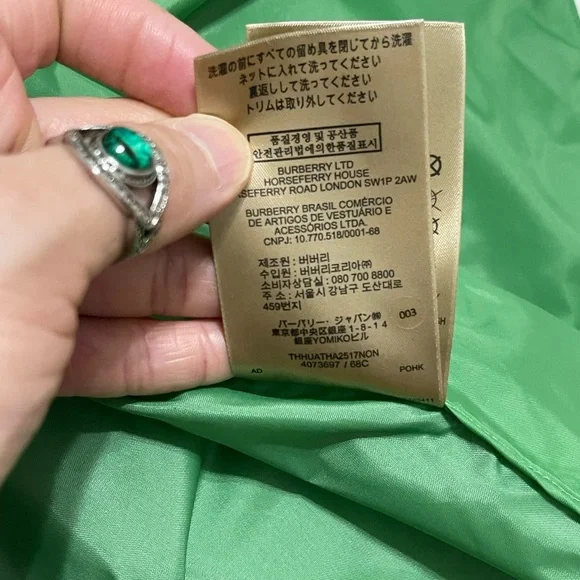 洗濯の前にすべての留め具を閉じてから洗濯
ネットに入れて洗ってください
裏返しして洗ってください
トリムは取り外してください
품질경영 및 공산품
안전관리법에의한품질표시
BURBERRY LTD
HORSEFERRY HOUSE
SEFERRY ROAD LONDON SW1P 2AW
BURBERRY BRASIL COMÉRCIO
DE ARTIGOS DE VESTUÁRIO E
ACESSÓRIOS LTDA.
CNPJ: 10.770.518/0001-68
제조원 : 버버리
수입원 : 버버리코리아㈜
소비자상담실: 080 700 8800
주 소 : 서울시 강남구 도산대로
459번지
バーバリー・ジャパン㈱ 003
東京都中央区銀座 1-8-14
銀座YOMIKOビル
THHUATHA2517NON
4073697 / 68C
AD POHK